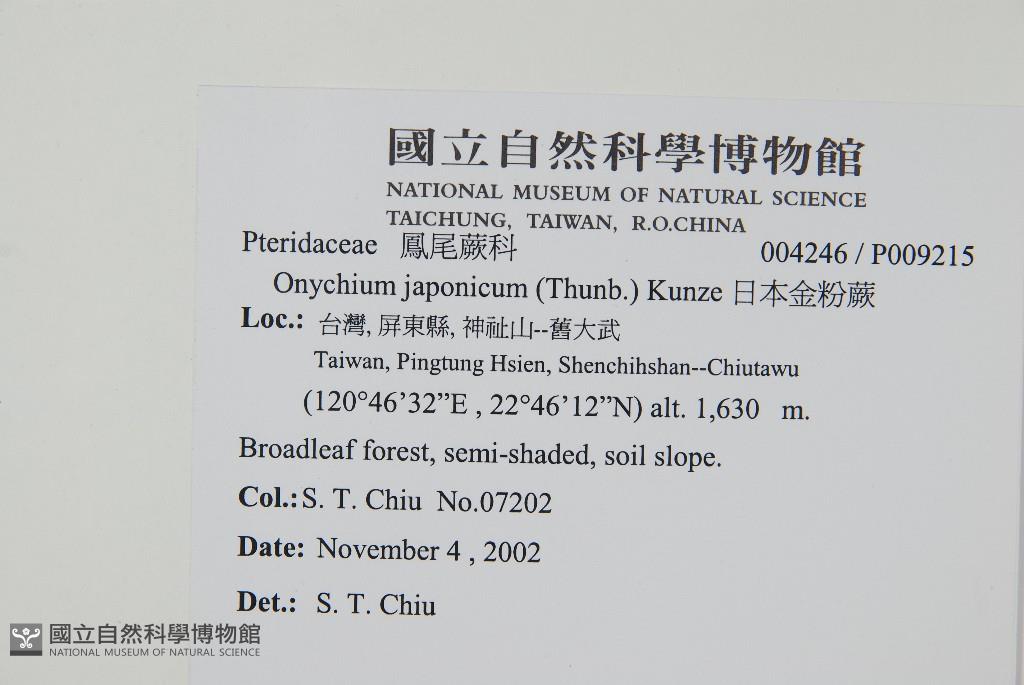 國立自然科學博物館
NATIONAL MUSEUM OF NATURAL SCIENCE
TAICHUNG, TAIWAN, R.O.CHINA
Pteridaceae 鳳尾蕨科 004246 / P009215
Onychium japonicum (Thunb.) Kunze 日本金粉蕨
Loc.: 台灣, 屏東縣, 神祉山--舊大武
Taiwan, Pingtung Hsien, Shenchihshan--Chiutawu
(120°46’32”E , 22°46’12”N) alt. 1,630 m.
Broadleaf forest, semi-shaded, soil slope.
Col.: S. T. Chiu No.07202
Date: November 4 , 2002
Det.: S. T. Chiu
國立自然科學博物館
NATIONAL MUSEUM OF NATURAL SCIENCE